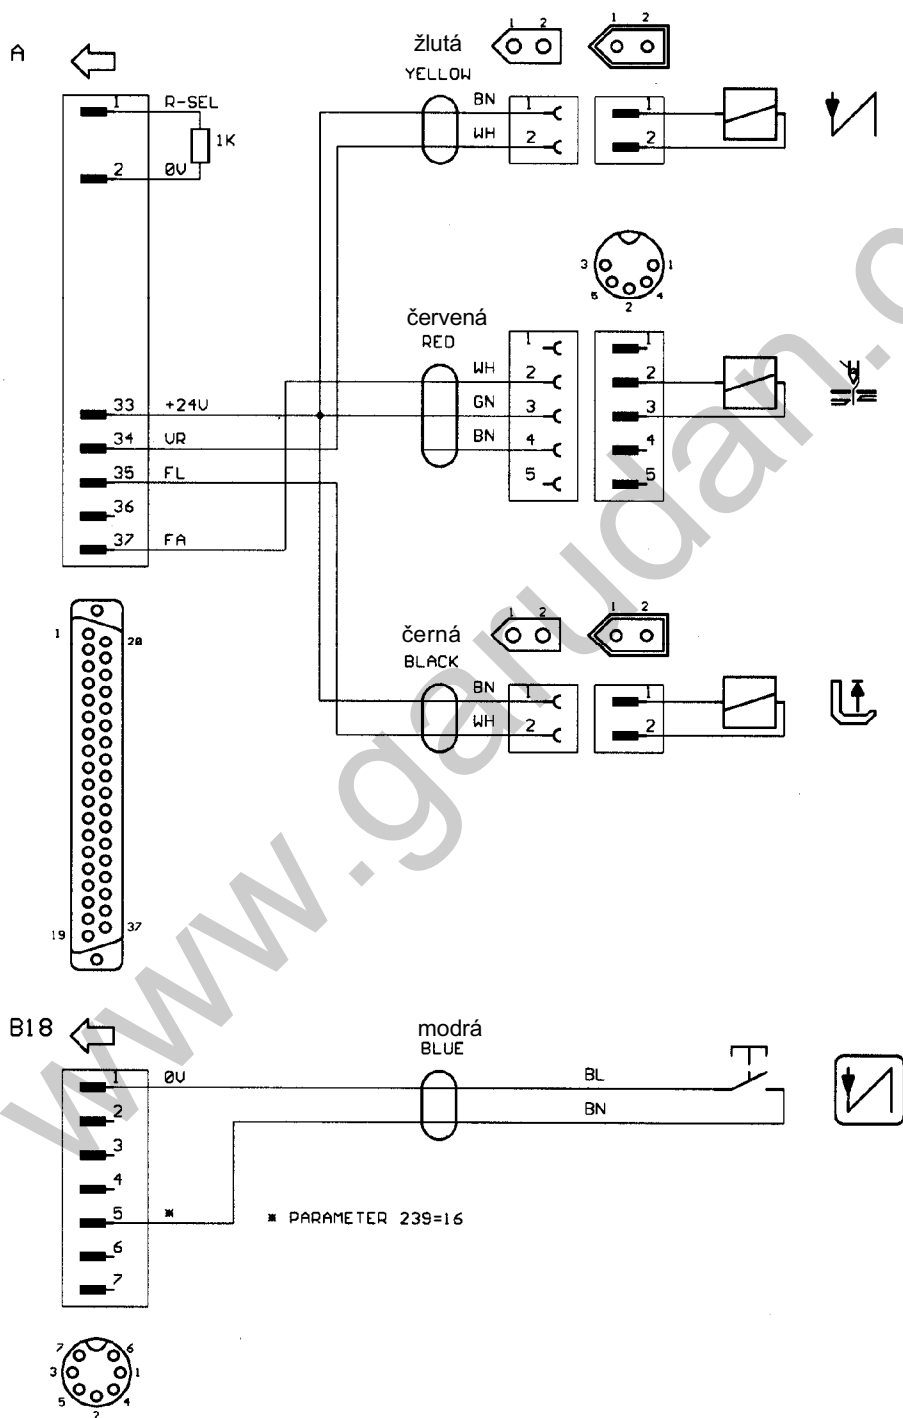 A
žlutá
YELLOW
1 2
1 2
1 R-SEL
1K
2 0V
BN 1 1
WH 2 2
3 1
5 4
2
červená
RED
1 1
WH 2 2
GN 3 3
BN 4 4
5 5
33 +24V
34 VR
35 FL
36
37 FA
1 20
19 37
černá
BLACK
1 2
1 2
BN 1 1
WH 2 2
B18
modrá
BLUE
1 0V
BL
2
BN
3
4
5 *
* PARAMETER 239=16
6
7
7 6
3 1
5 4
2